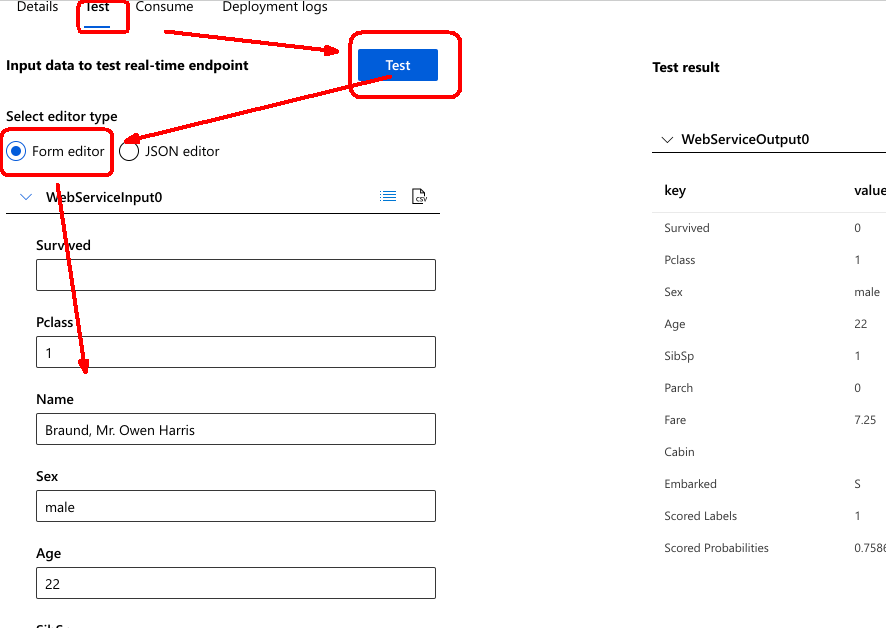 Details Test Consume Deployment logs
Input data to test real-time endpoint
Test
Select editor type
Form editor JSON editor
WebServiceInput0
CSV
Survived
Pclass
1
Name
Braund, Mr. Owen Harris
Sex
male
Age
22
Test result
WebServiceOutput0
key value
Survived 0
Pclass 1
Sex male
Age 22
SibSp 1
Parch 0
Fare 7.25
Cabin
Embarked S
Scored Labels 1
Scored Probabilities 0.7586